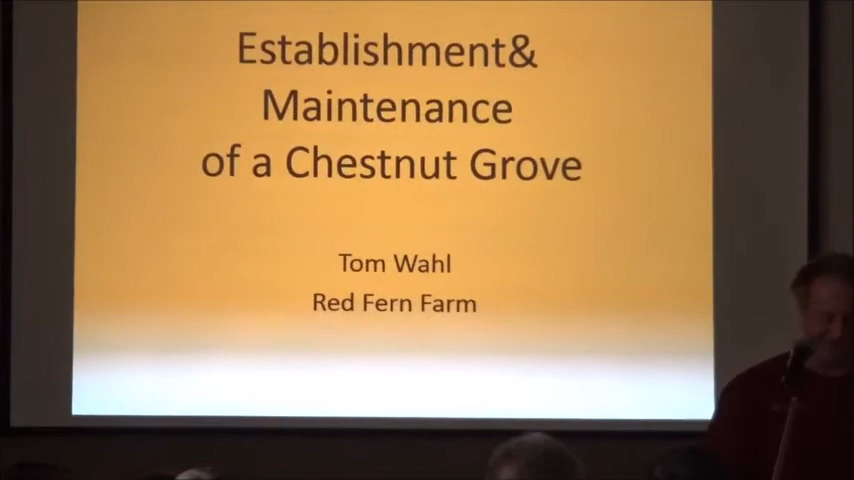 Establishment&
Maintenance
of a Chestnut Grove
Tom Wahl
Red Fern Farm